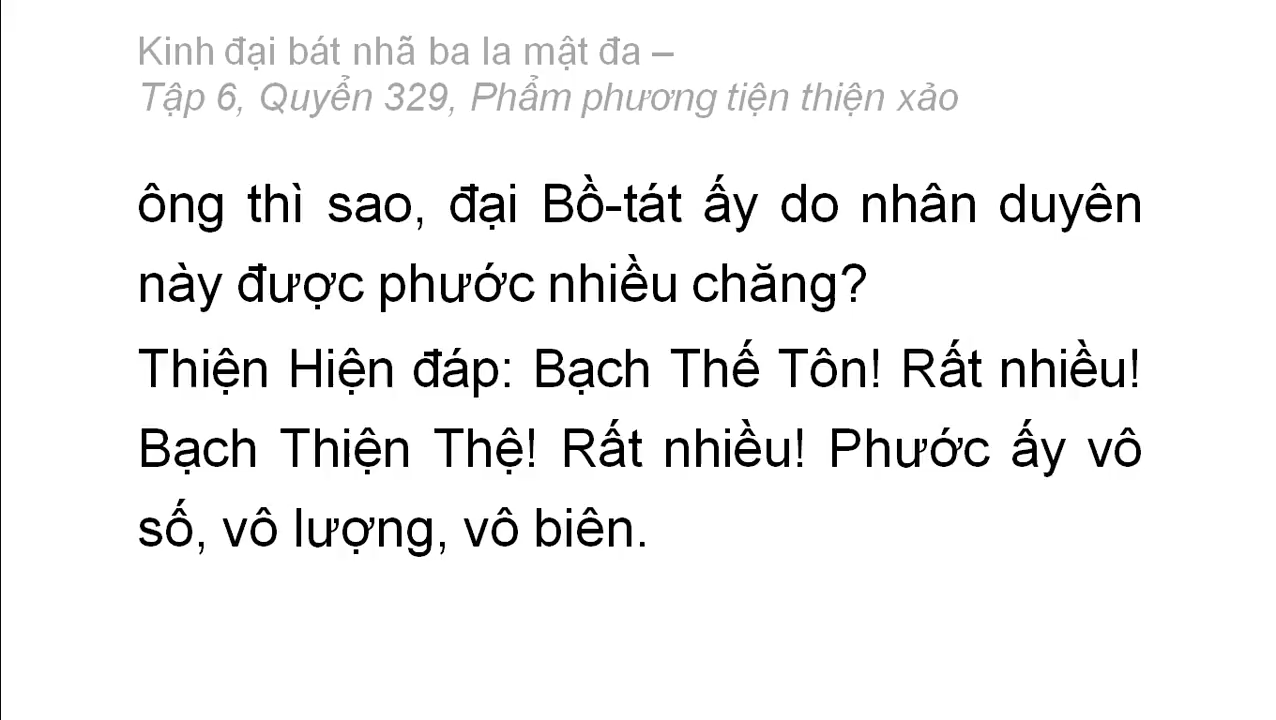 Kinh đại bát nhã ba la mật đa –
Tập 6, Quyển 329, Phẩm phương tiện thiện xảo
ông thì sao, đại Bồ-tát ấy do nhân duyên
này được phước nhiều chăng?
Thiện Hiện đáp: Bạch Thế Tôn! Rất nhiều!
Bạch Thiện Thệ! Rất nhiều! Phước ấy vô
số, vô lượng, vô biên.